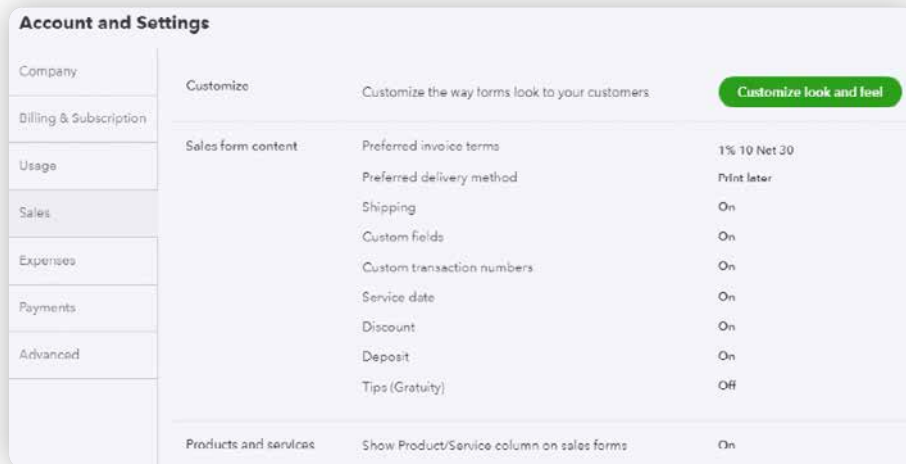 Account and Settings
Company
Billing & Subscription
Usage
Sales
Expenses
Payments
Advanced
Customize Customize the way forms look to your customers Customize look and feel
Sales form content Preferred invoice terms 1% 10 Net 30
Preferred delivery method Print later
Shipping On
Custom fields On
Custom transaction numbers On
Service date On
Discount On
Deposit On
Tips (Gratuity) Off
Products and services Show Product/Service column on sales forms On